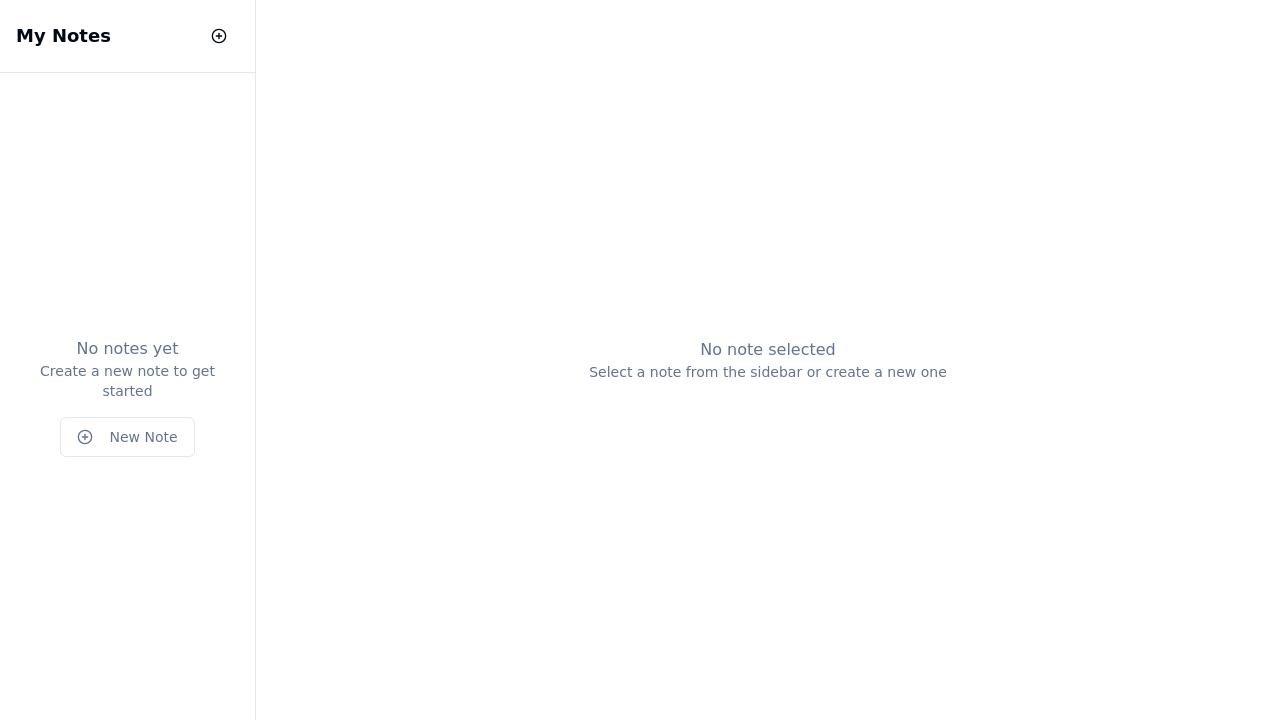 My Notes
No notes yet
Create a new note to get
started
New Note
No note selected
Select a note from the sidebar or create a new one